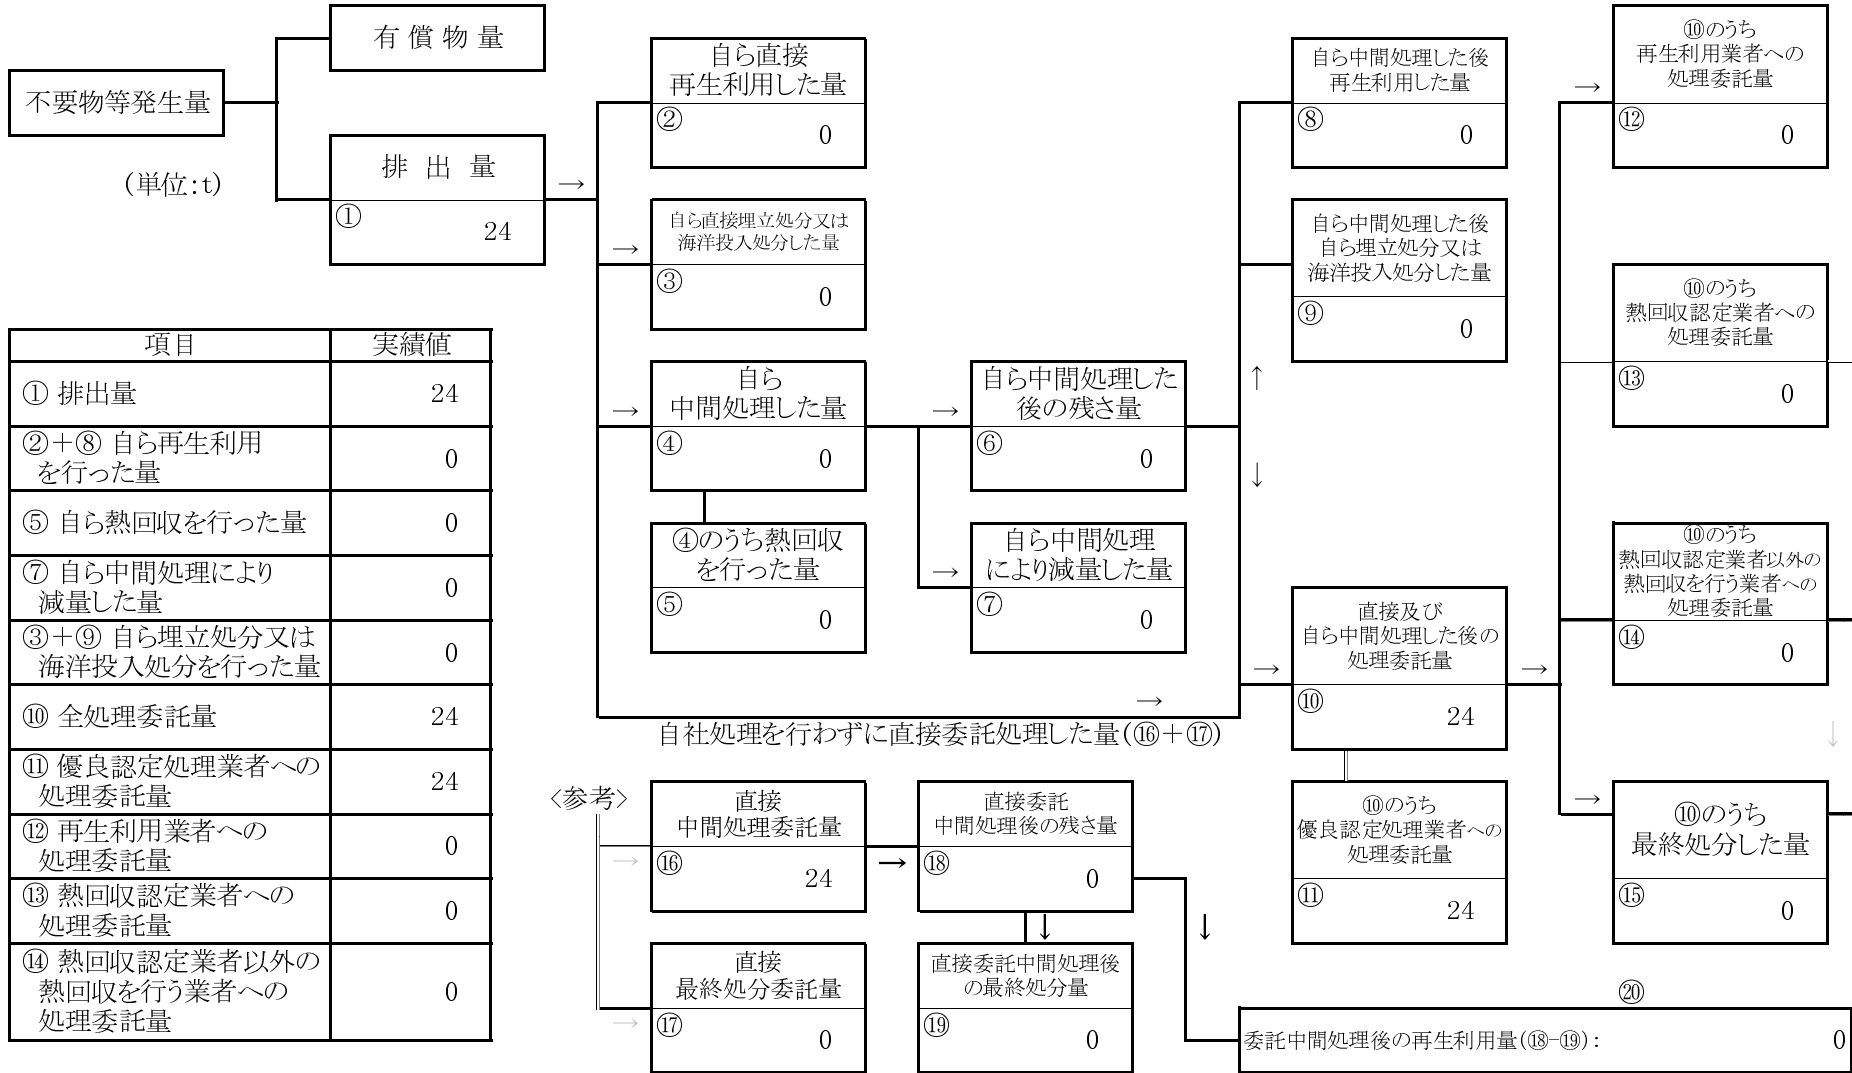 不要物等発生量
(単位:t)
有 償 物 量
排 出 量
→
①
24
自ら直接
再生利用した量
②
0
→
自ら直接埋立処分又は
海洋投入処分した量
③
0
→
自ら
中間処理した量
④
0
④のうち熱回収
を行った量
⑤
0
→
自ら中間処理した
後の残さ量
⑥
0
→
自ら中間処理
により減量した量
⑦
0
↑
↓
自ら中間処理した後
再生利用した量
⑧
0
自ら中間処理した後
自ら埋立処分又は
海洋投入処分した量
⑨
0
→
自社処理を行わずに直接委託処理した量(⑯+⑰)
→
直接及び
自ら中間処理した後の
処理委託量
⑩
24
→
⑩のうち
優良認定処理業者への
処理委託量
⑪
24
→
⑩のうち
再生利用業者への
処理委託量
⑫
0
⑩のうち
熱回収認定業者への
処理委託量
⑬
0
⑩のうち
熱回収認定業者以外の
熱回収を行う業者への
処理委託量
⑭
0
↓
→
⑩のうち
最終処分した量
⑮
0
項目 実績値
① 排出量 24
②+⑧ 自ら再生利用
を行った量 0
⑤ 自ら熱回収を行った量 0
⑦ 自ら中間処理により
減量した量 0
③+⑨ 自ら埋立処分又は
海洋投入処分を行った量 0
⑩ 全処理委託量 24
⑪ 優良認定処理業者への
処理委託量 24
⑫ 再生利用業者への
処理委託量 0
⑬ 熱回収認定業者への
処理委託量 0
⑭ 熱回収認定業者以外の
熱回収を行う業者への
処理委託量 0
<参考>
→
直接
中間処理委託量
⑯
24
→
直接委託
中間処理後の残さ量
⑱
0
→
直接
最終処分委託量
⑰
0
↓
直接委託中間処理後
の最終処分量
⑲
0
↓
⑳
委託中間処理後の再生利用量(⑱-⑲): 0